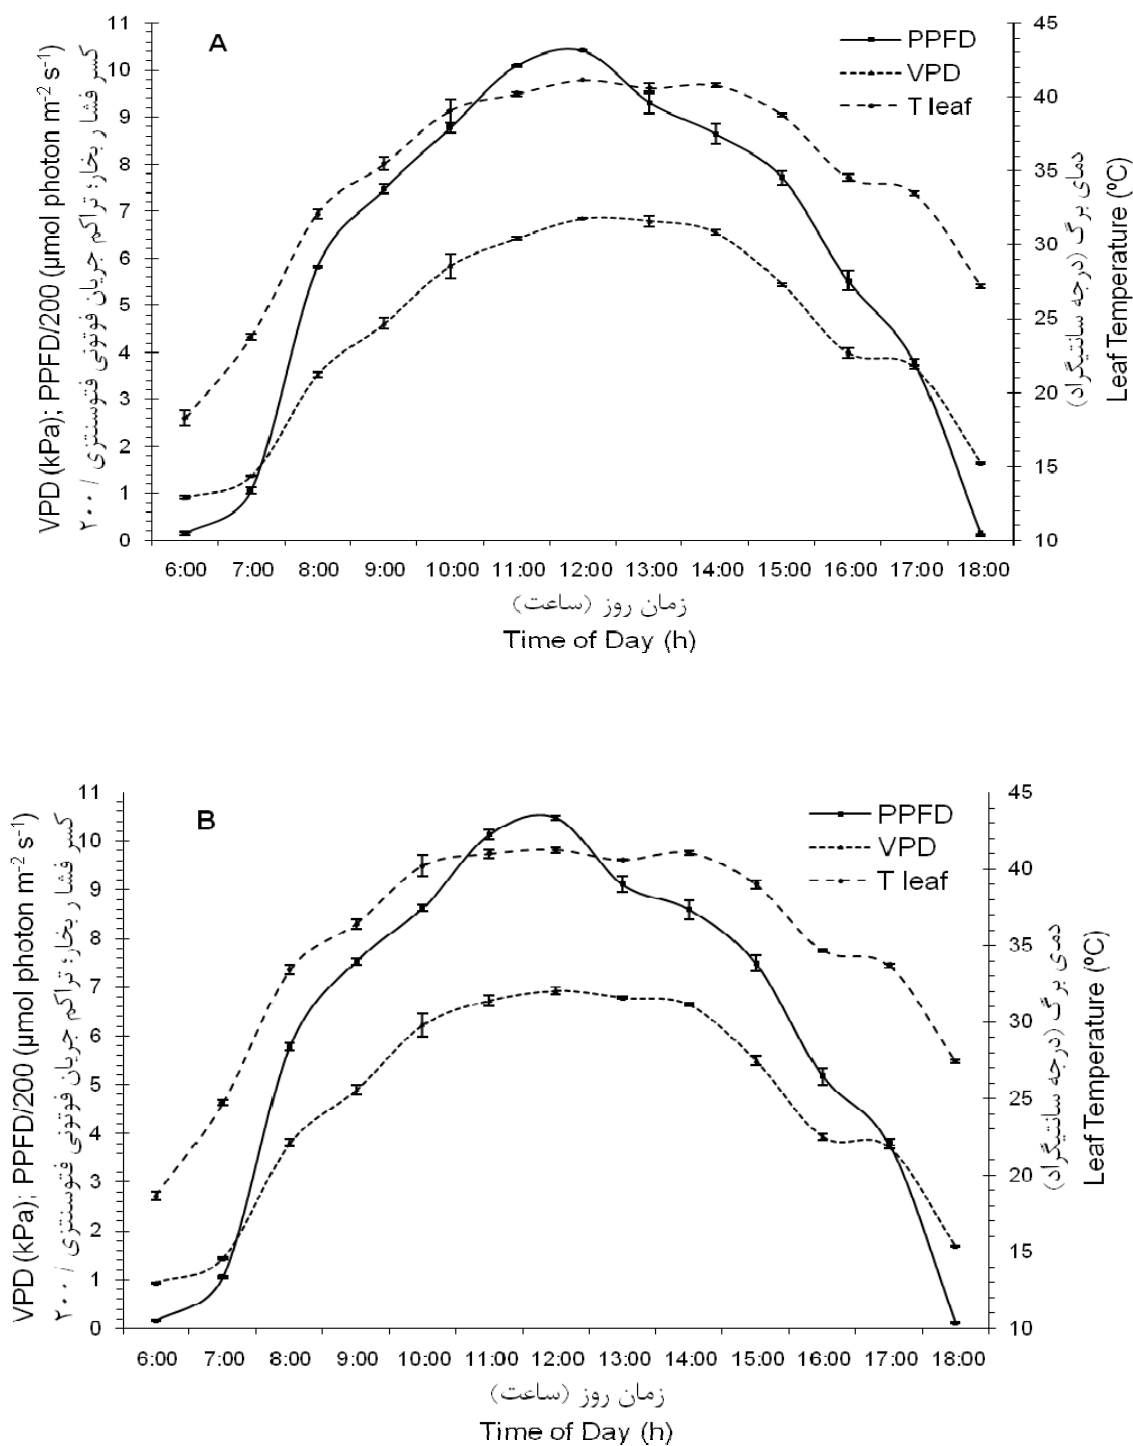 A
PPFD
VPD
T leaf
11
10
9
8
7
6
5
4
3
2
1
0
45
40
35
30
25
20
15
10
VPD (kPa); PPFD/200 (µmol photon m⁻² s⁻¹)
کسر فشار بخار؛ تراکم جریان فوتونی فتوسنتزی / ۲۰۰
دمای برگ (درجه سانتیگراد)
Leaf Temperature (ºC)
6:00 7:00 8:00 9:00 10:00 11:00 12:00 13:00 14:00 15:00 16:00 17:00 18:00
زمان روز (ساعت)
Time of Day (h)
B
PPFD
VPD
T leaf
11
10
9
8
7
6
5
4
3
2
1
0
45
40
35
30
25
20
15
10
VPD (kPa); PPFD/200 (µmol photon m⁻² s⁻¹)
کسر فشار بخار؛ تراکم جریان فوتونی فتوسنتزی / ۲۰۰
دمی برگ (درجه سانتیگراد)
Leaf Temperature (ºC)
6:00 7:00 8:00 9:00 10:00 11:00 12:00 13:00 14:00 15:00 16:00 17:00 18:00
زمان روز (ساعت)
Time of Day (h)